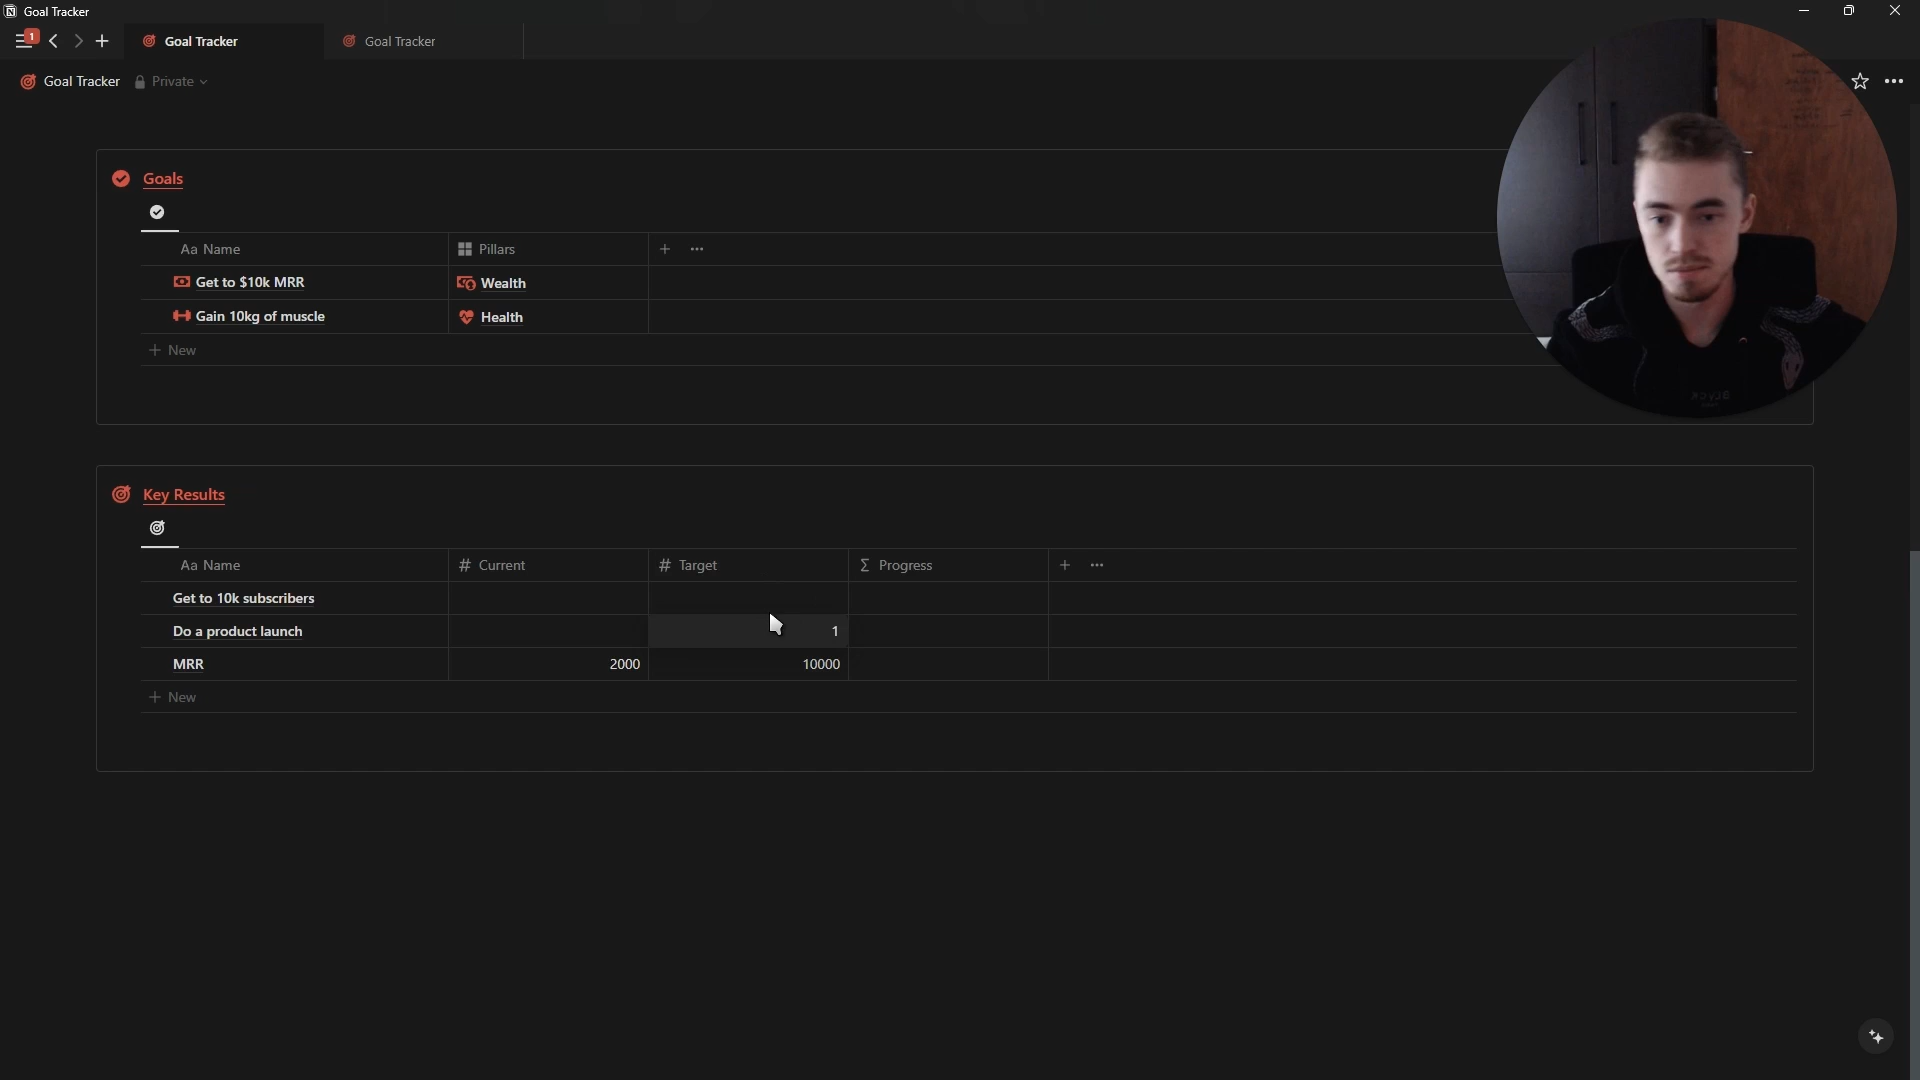 Goal Tracker
1
Goal Tracker
Goal Tracker
Goal Tracker Private
Goals
Aa Name Pillars
Get to $10k MRR Wealth
Gain 10kg of muscle Health
New
Key Results
Aa Name # Current # Target Σ Progress
Get to 10k subscribers
Do a product launch 1
MRR 2000 10000
New